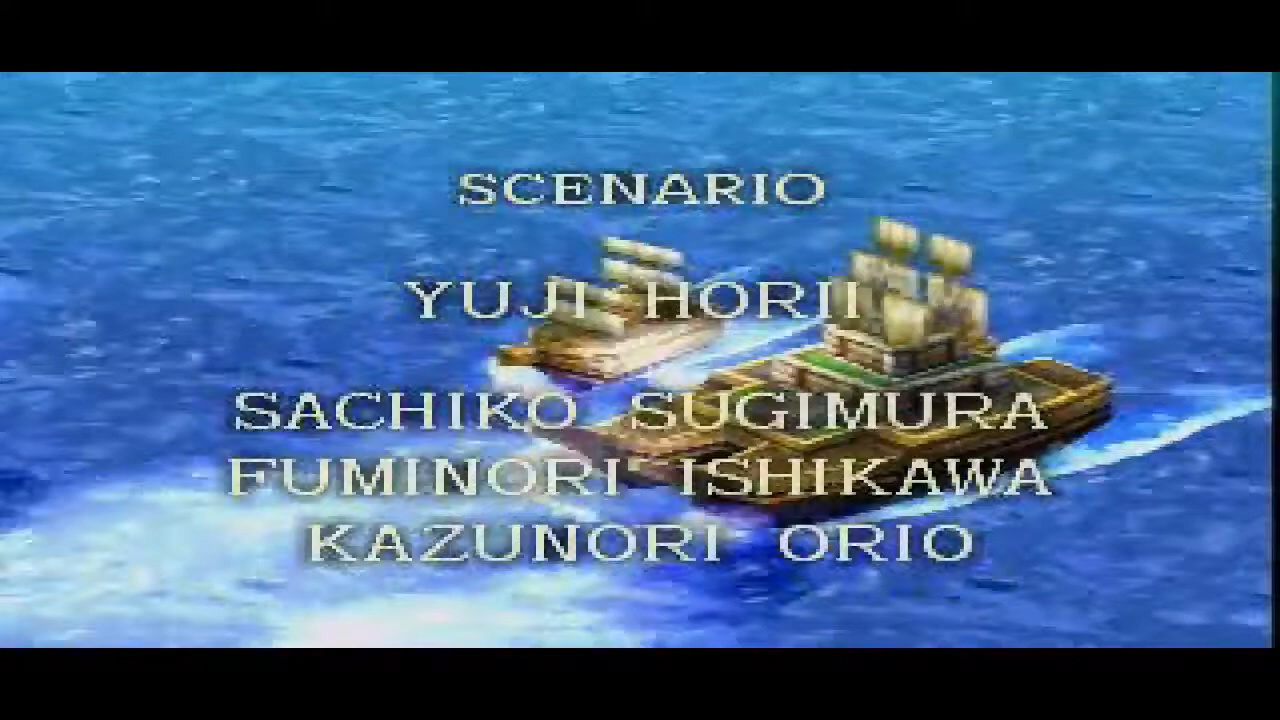 SCENARIO
YUJI HORII
SACHIKO SUGIMURA
FUMINORI ISHIKAWA
KAZUNORI ORIO